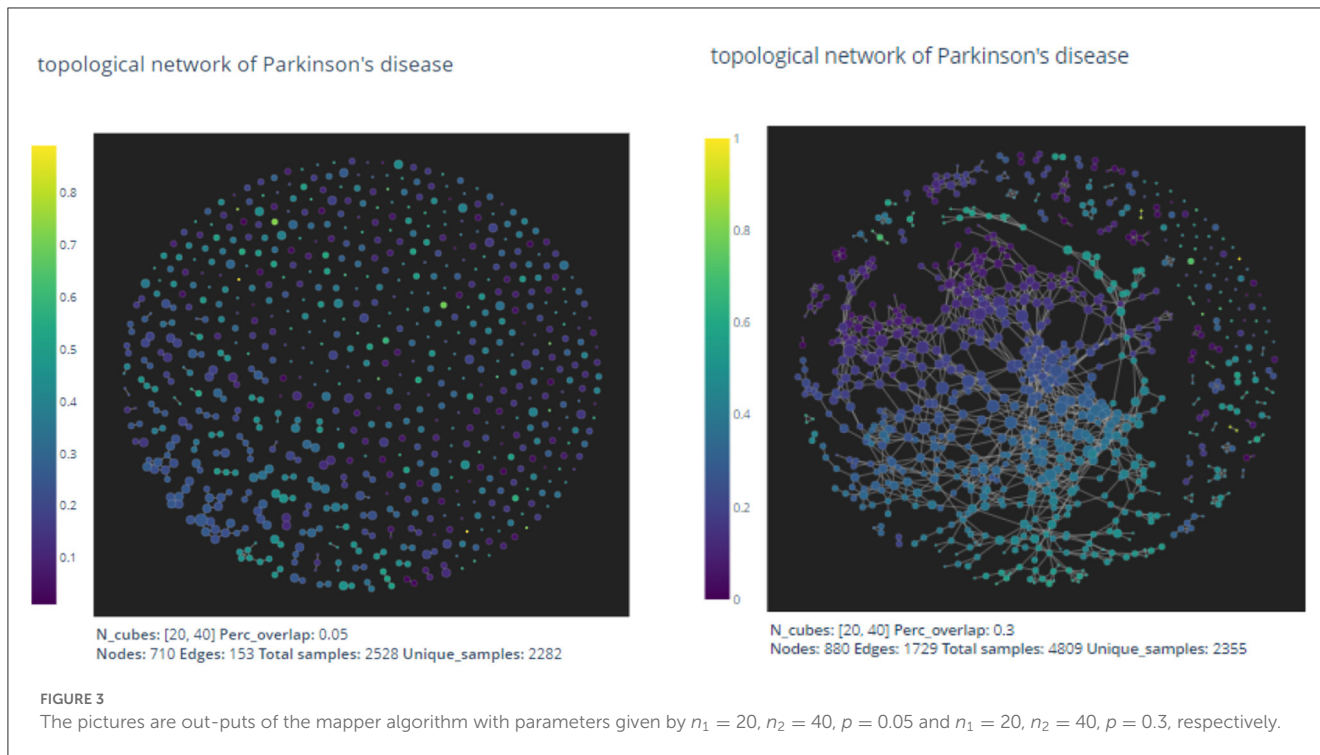 topological network of Parkinson's disease
0.8
0.7
0.6
0.5
0.4
0.3
0.2
0.1
N_cubes: [20, 40] Perc_overlap: 0.05
Nodes: 710 Edges: 153 Total samples: 2528 Unique_samples: 2282
topological network of Parkinson's disease
1
0.8
0.6
0.4
0.2
0
N_cubes: [20, 40] Perc_overlap: 0.3
Nodes: 880 Edges: 1729 Total samples: 4809 Unique_samples: 2355
FIGURE 3
The pictures are out-puts of the mapper algorithm with parameters given by n₁ = 20, n₂ = 40, p = 0.05 and n₁ = 20, n₂ = 40, p = 0.3, respectively.